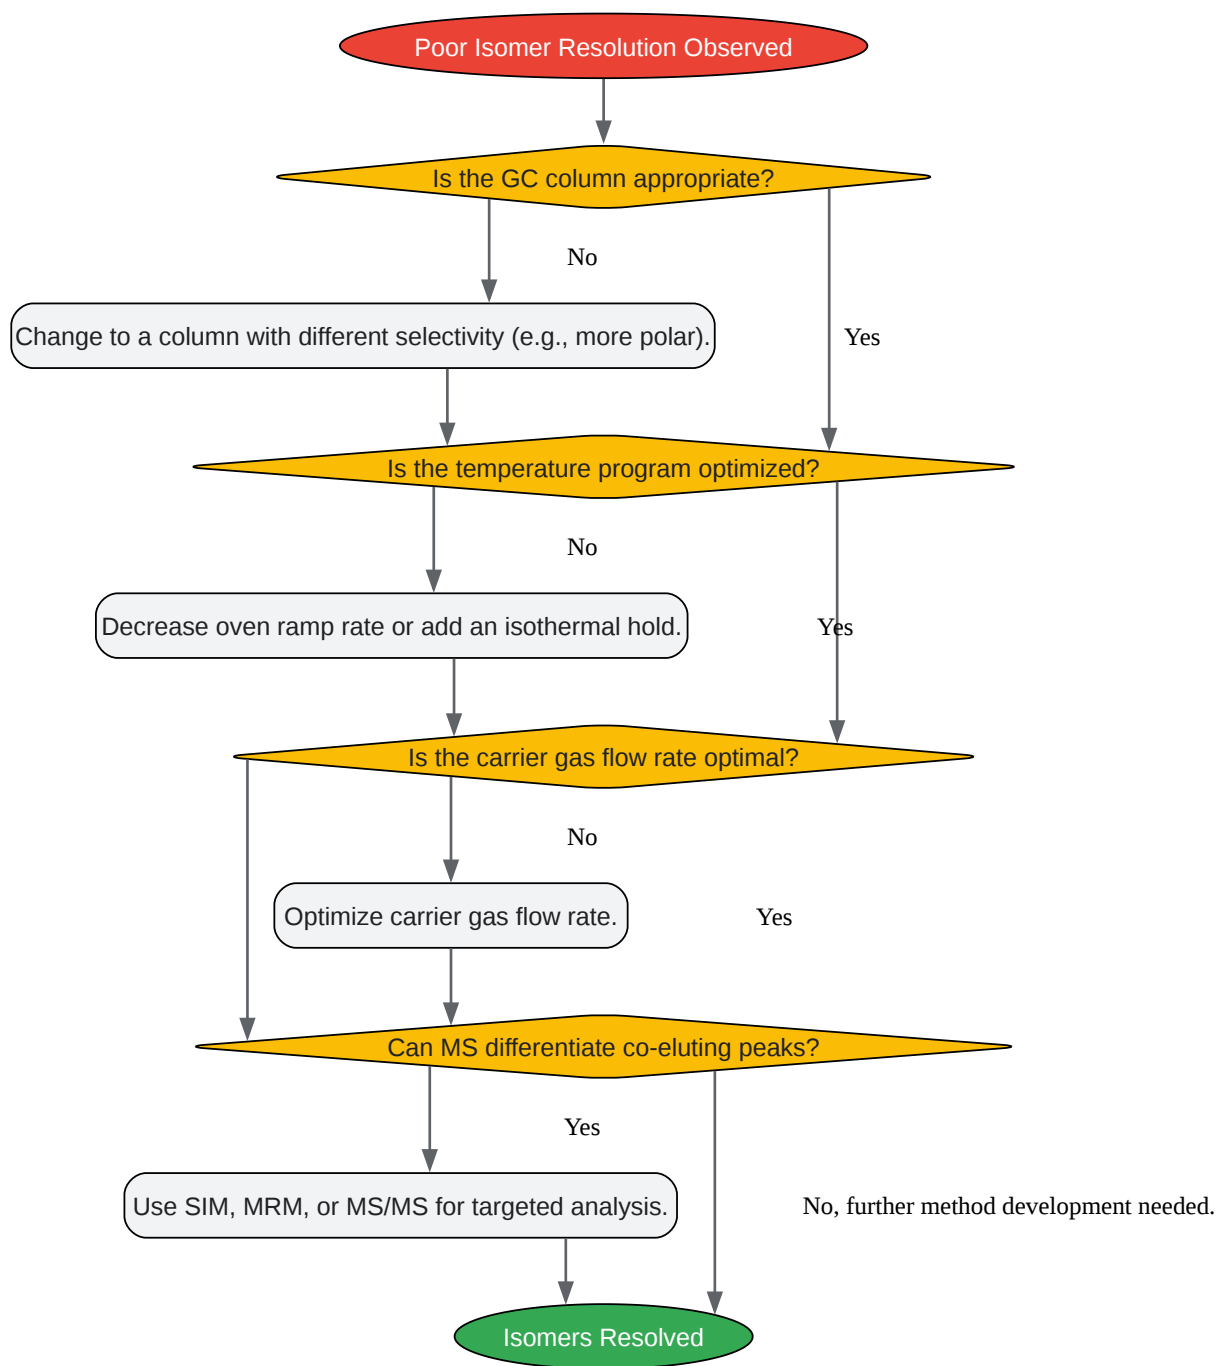 Poor Isomer Resolution Observed
Is the GC column appropriate?
No
Change to a column with different selectivity (e.g., more polar).
Yes
Is the temperature program optimized?
No
Decrease oven ramp rate or add an isothermal hold.
Yes
Is the carrier gas flow rate optimal?
No
Optimize carrier gas flow rate.
Yes
Can MS differentiate co-eluting peaks?
Yes
Use SIM, MRM, or MS/MS for targeted analysis.
No, further method development needed.
Isomers Resolved